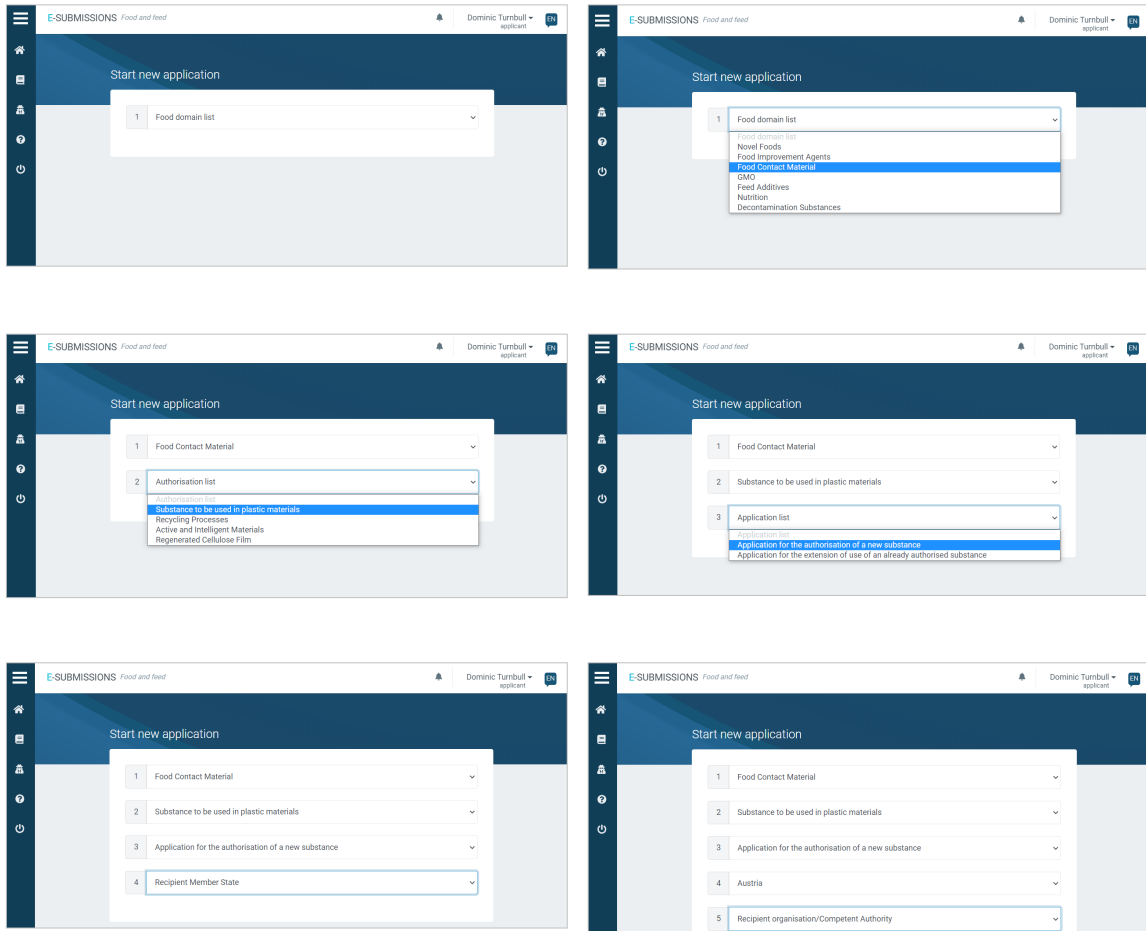 E-SUBMISSIONS Food and feed
Dominic Turnbull
applicant
EN
Start new application
1 Food domain list
E-SUBMISSIONS Food and feed
Dominic Turnbull
applicant
EN
Start new application
1 Food domain list
Food domain list
Novel Foods
Food Improvement Agents
Food Contact Material
GMO
Feed Additives
Nutrition
Decontamination Substances
E-SUBMISSIONS Food and feed
Dominic Turnbull
applicant
EN
Start new application
1 Food Contact Material
2 Authorisation list
Authorisation list
Substance to be used in plastic materials
Recycling Processes
Active and Intelligent Materials
Regenerated Cellulose Film
E-SUBMISSIONS Food and feed
Dominic Turnbull
applicant
EN
Start new application
1 Food Contact Material
2 Substance to be used in plastic materials
3 Application list
Application list
Application for the authorisation of a new substance
Application for the extension of use of an already authorised substance
E-SUBMISSIONS Food and feed
Dominic Turnbull
applicant
EN
Start new application
1 Food Contact Material
2 Substance to be used in plastic materials
3 Application for the authorisation of a new substance
4 Recipient Member State
E-SUBMISSIONS Food and feed
Dominic Turnbull
applicant
EN
Start new application
1 Food Contact Material
2 Substance to be used in plastic materials
3 Application for the authorisation of a new substance
4 Austria
5 Recipient organisation/Competent Authority